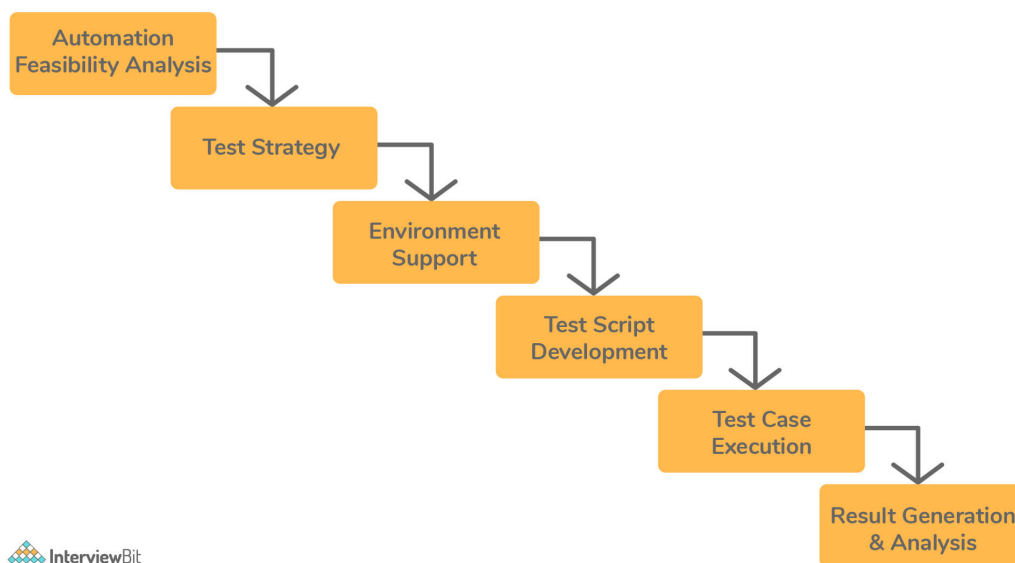 Automation
Feasibility Analysis
Test Strategy
Environment
Support
Test Script
Development
Test Case
Execution
Result Generation
& Analysis
InterviewBit